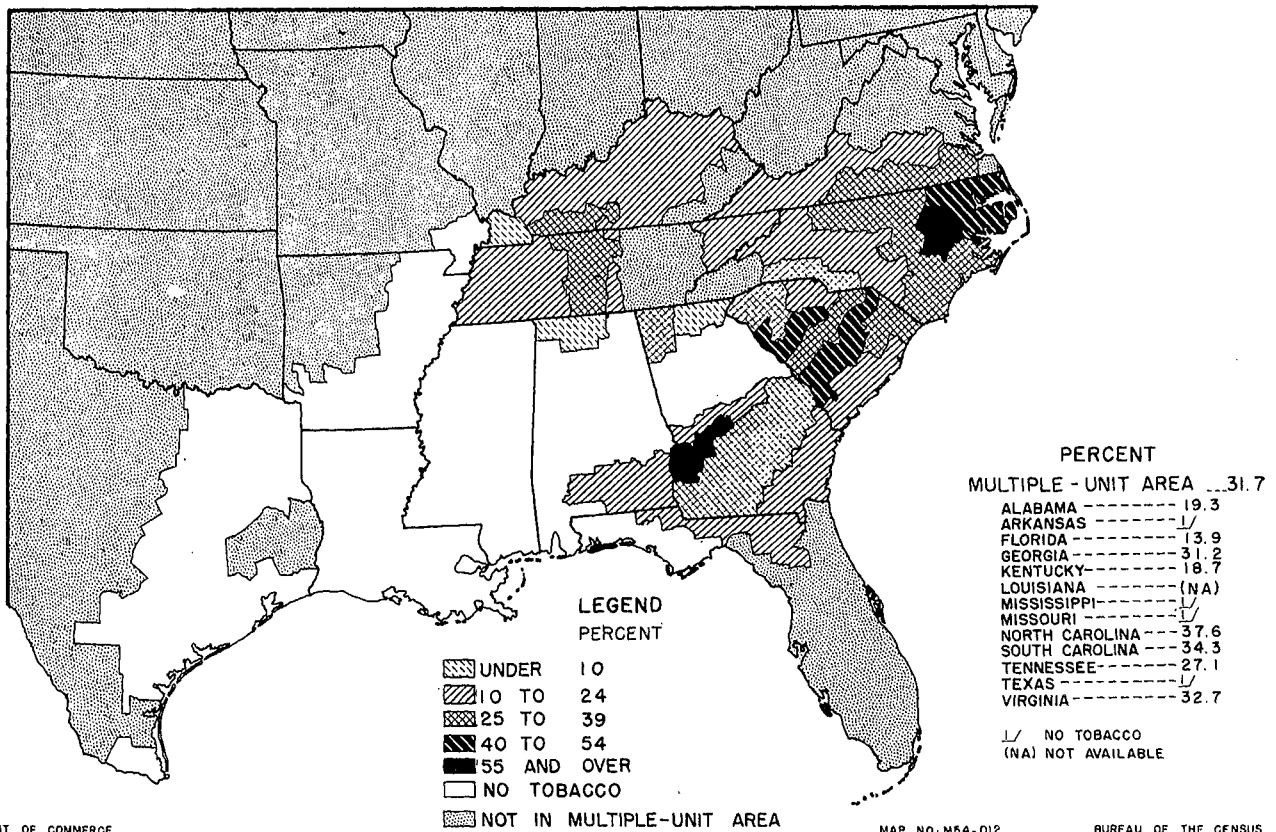 PERCENT
MULTIPLE-UNIT AREA ---31.7
ALABAMA -------- 19.3
ARKANSAS ------- 1/
FLORIDA --------- 13.9
GEORGIA --------- 31.2
KENTUCKY-------- 18.7
LOUISIANA ------- (NA)
MISSISSIPPI------- 1/
MISSOURI -------- 1/
NORTH CAROLINA --- 37.6
SOUTH CAROLINA --- 34.3
TENNESSEE------- 27.1
TEXAS ----------- 1/
VIRGINIA--------- 32.7
1/ NO TOBACCO
(NA) NOT AVAILABLE
LEGEND
PERCENT
UNDER 10
10 TO 24
25 TO 39
40 TO 54
55 AND OVER
NO TOBACCO
NOT IN MULTIPLE-UNIT AREA
OF COMMERCE
MAP NO. M54-012
BUREAU OF THE CENSUS